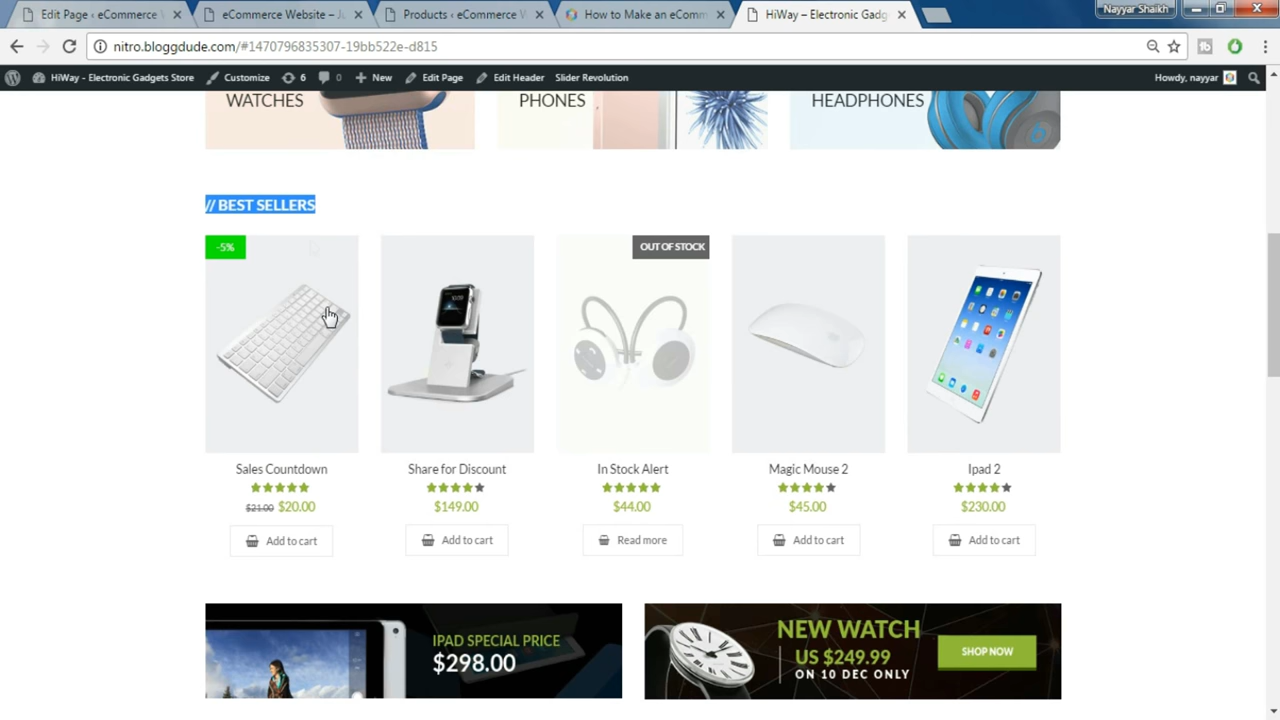 Edit Page ‹ eCommerce
eCommerce Website –
Products ‹ eCommerce
How to Make an eComm
HiWay – Electronic Gadg
Nayyar Shaikh
nitro.bloggdude.com/#1470796835307-19bb522e-d815
HiWay - Electronic Gadgets Store
Customize
6
0
New
Edit Page
Edit Header
Slider Revolution
Howdy, nayyar
WATCHES
PHONES
HEADPHONES
// BEST SELLERS
-5%
OUT OF STOCK
Sales Countdown
Share for Discount
In Stock Alert
Magic Mouse 2
Ipad 2
$21.00 $20.00
$149.00
$44.00
$45.00
$230.00
Add to cart
Add to cart
Read more
Add to cart
Add to cart
IPAD SPECIAL PRICE
$298.00
NEW WATCH
US $249.99
ON 10 DEC ONLY
SHOP NOW